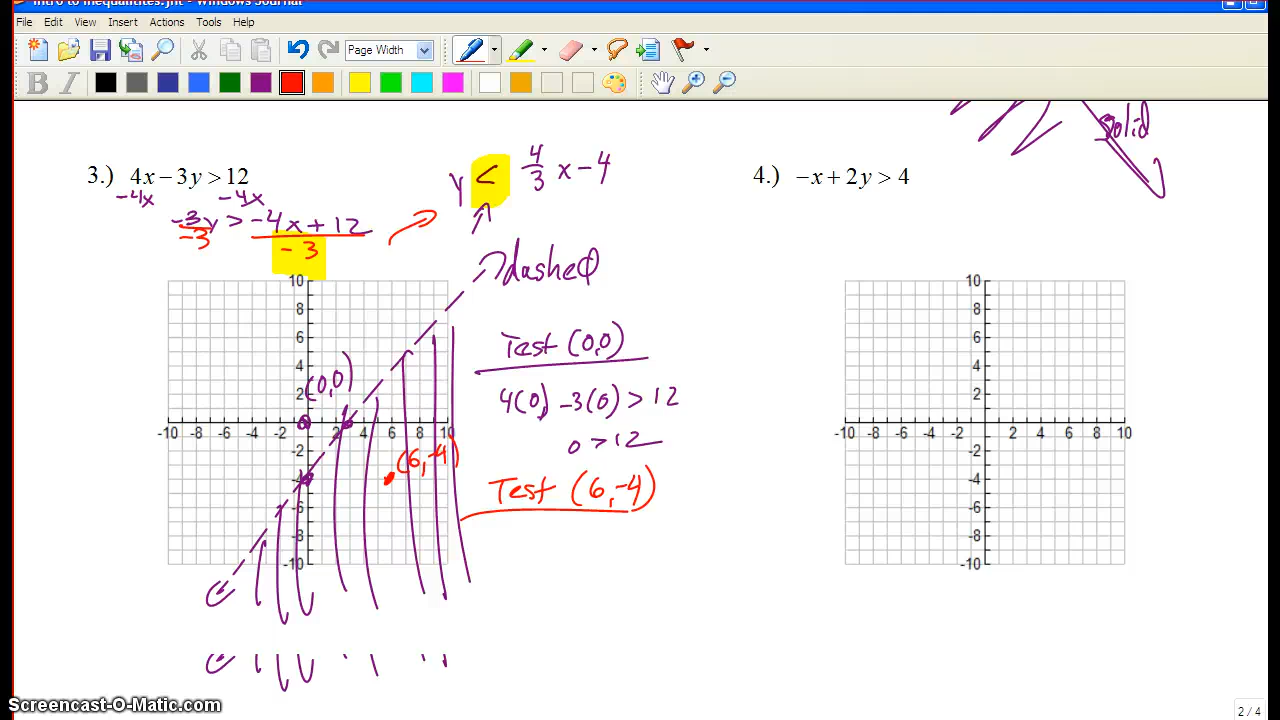 Intro to inequalitites.jnt - Windows Journal
File Edit View Insert Actions Tools Help
Page Width
B I
solid
3.) 4x − 3y > 12
-4x -4x
-3y > -4x + 12
-3 -3
y < 4/3 x - 4
dashed
4.) −x + 2y > 4
10
8
6
4
2
-10 -8 -6 -4 -2 2 4 6 8 10
-2
-4
-6
-8
-10
(0,0)
(6,-4)
Test (0,0)
4(0) -3(0) > 12
0 > 12
Test (6,-4)
10
8
6
4
2
-10 -8 -6 -4 -2 2 4 6 8 10
-2
-4
-6
-8
-10
Screencast-O-Matic.com
2 / 4